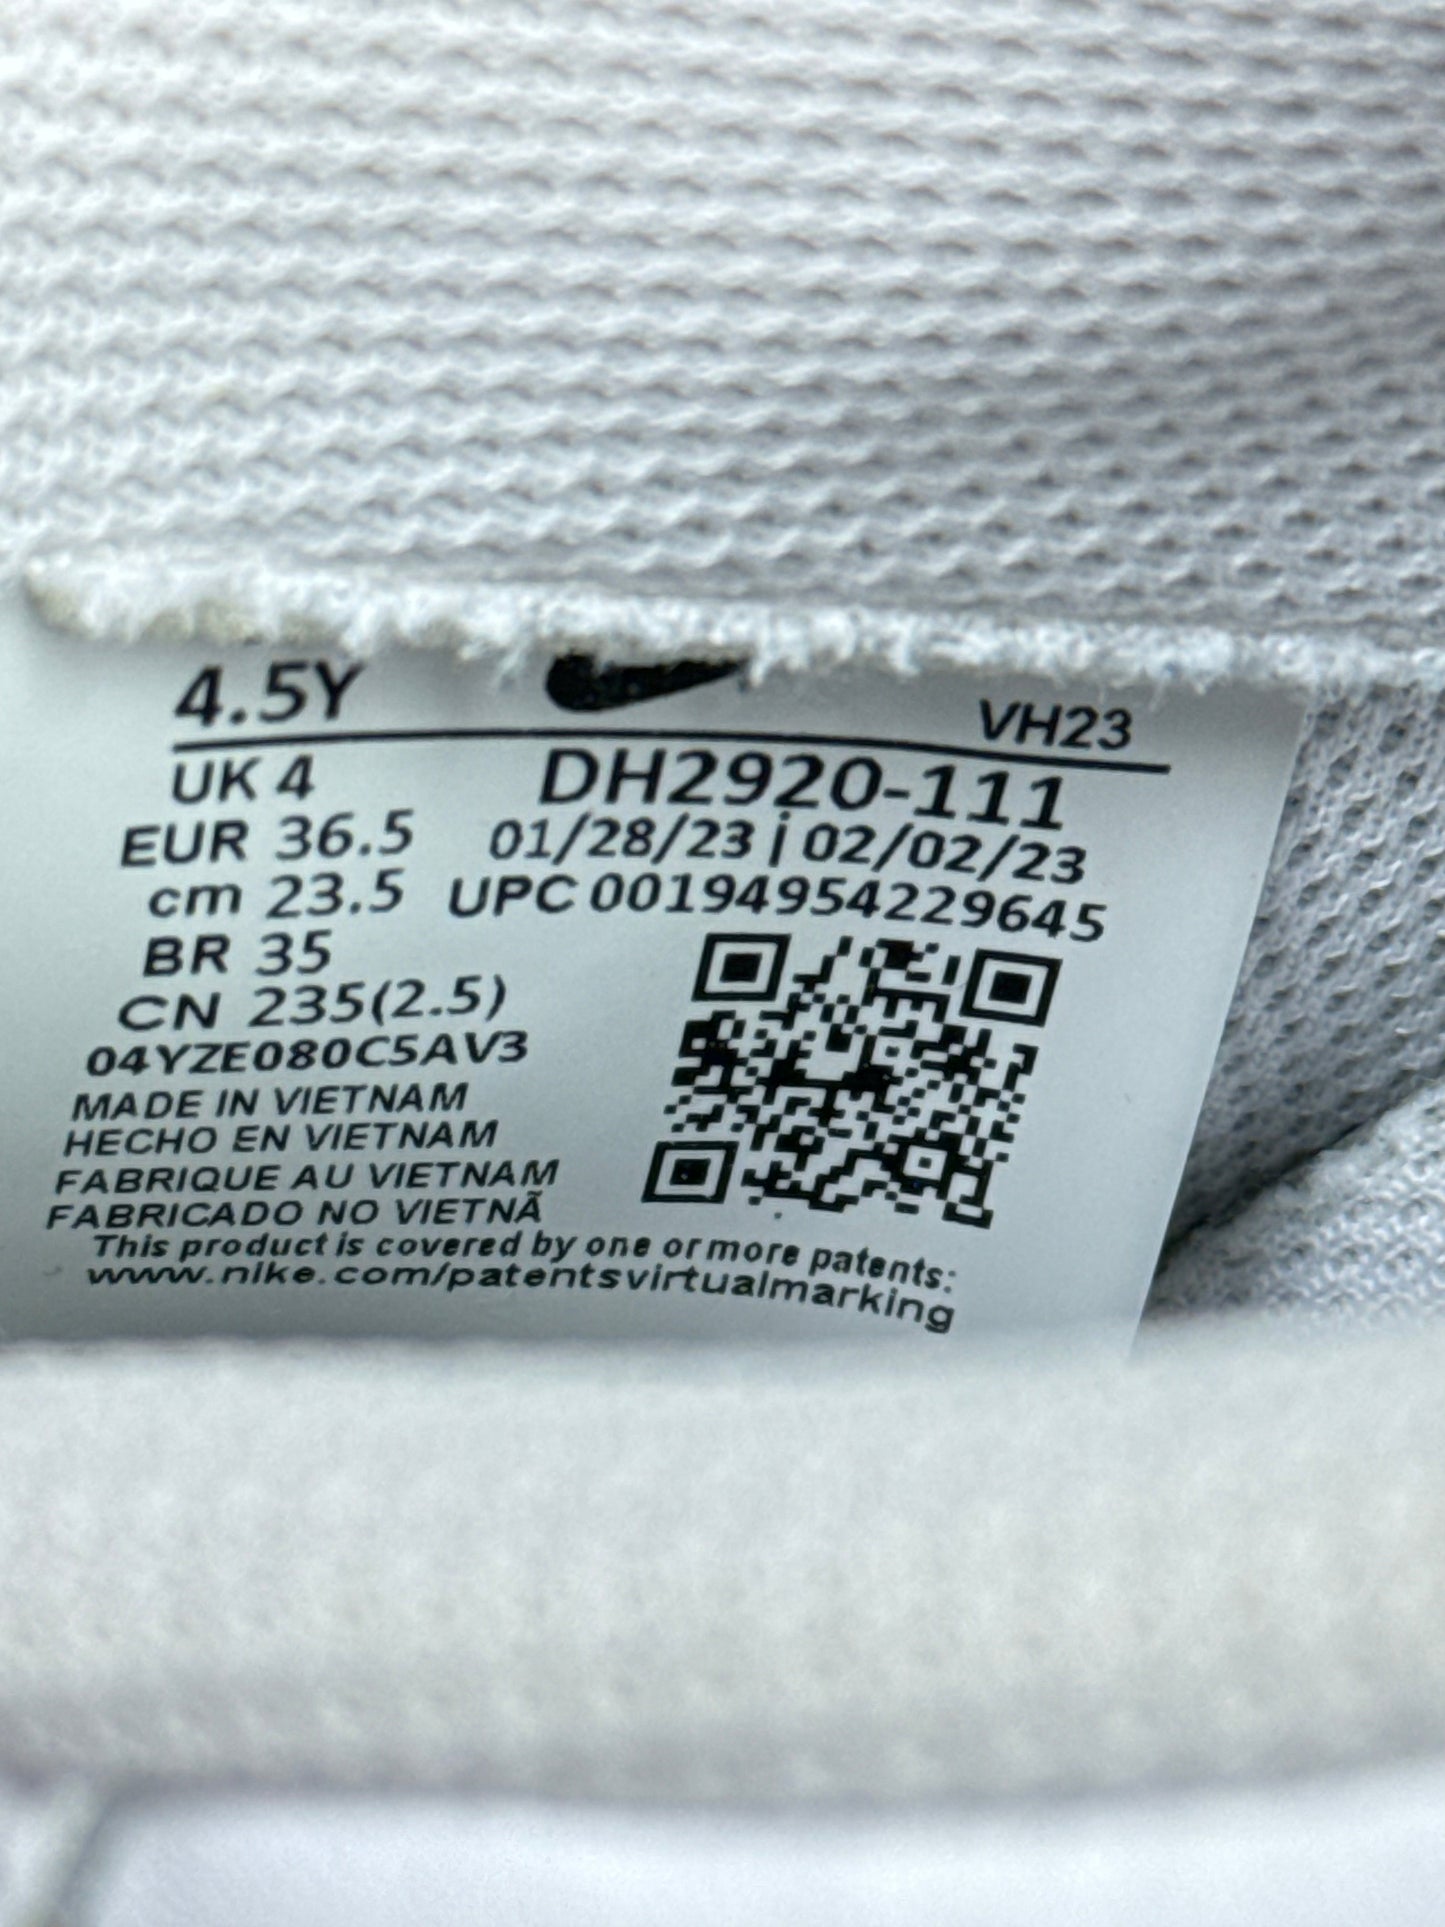 4.5Y VH23
UK 4 DH2920-111
EUR 36.5 01/28/23 | 02/02/23
cm 23.5 UPC 00194954229645
BR 35
CN 235(2.5)
04YZE080C5AV3
MADE IN VIETNAM
HECHO EN VIETNAM
FABRIQUE AU VIETNAM
FABRICADO NO VIETNÃ
This product is covered by one or more patents:
www.nike.com/patentsvirtualmarking